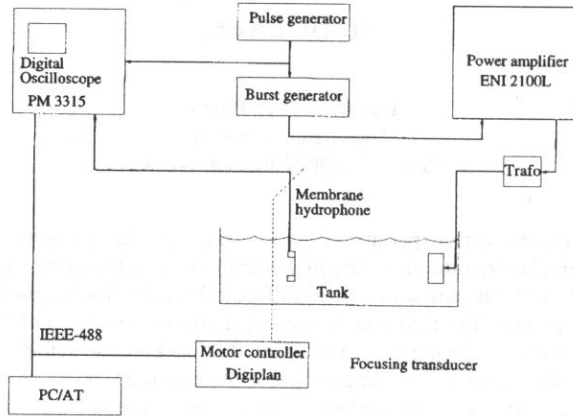 Pulse generator
Digital
Oscilloscope
PM 3315
Power amplifier
ENI 2100L
Burst generator
Trafo
Membrane
hydrophone
Tank
IEEE-488
Motor controller
Digiplan
Focusing transducer
PC/AT